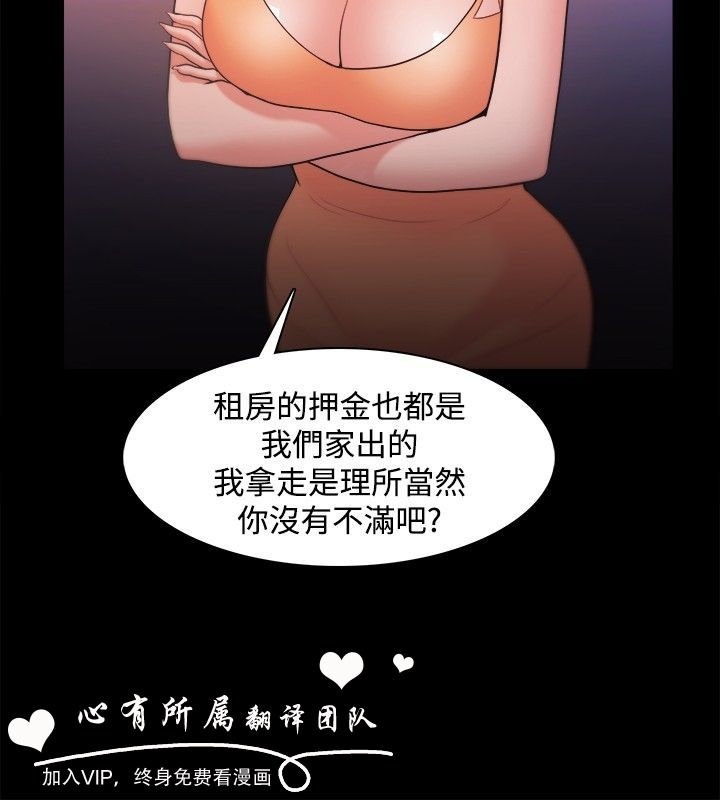 租房的押金也都是
我們家出的
我拿走是理所當然
你沒有不滿吧?
心有所属翻译团队
加入VIP，终身免费看漫画